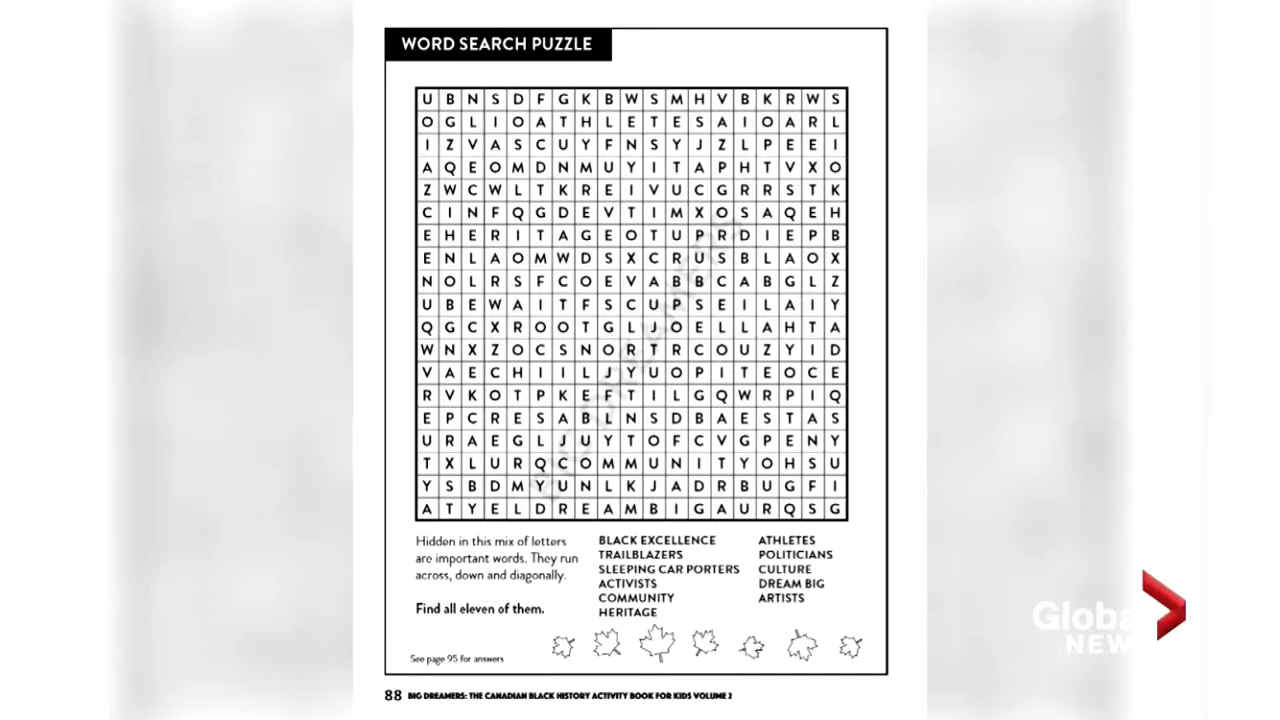 WORD SEARCH PUZZLE
U B N S D F G K B W S M H V B K R W S
O G L I O A T H L E T E S A I O A R L
I Z V A S C U Y F N S Y J Z L P E E I
A Q E O M D N M U Y I T A P H T V X O
Z W C W L T K R E I V U C G R R S T K
C I N F Q G D E V T I M X O S A Q E H
E H E R I T A G E O T U P R D I E P B
E N L A O M W D S X C R U S B L A O X
N O L R S F C O E V A B B C A B G L Z
U B E W A I T F S C U P S E I L A I Y
Q G C X R O O T G L U O E L L A H T A
W N X Z O C S N O R T R C O U Z Y I D
V A E C H I I L J Y U O P I T E O C E
R V K O T P K E F T I L G Q W R P I Q
E P C R E S A B L N S D B A E S T A S
U R A E G L J U Y T O F C V G P E N Y
T X L U R Q C O M M U N I T Y O H S U
Y S B D M Y U N L K J A D R B U G F I
A T Y E L D R E A M B I G A U R Q S G
Hidden in this mix of letters
are important words. They run
across, down and diagonally.
Find all eleven of them.
BLACK EXCELLENCE
TRAILBLAZERS
SLEEPING CAR PORTERS
ACTIVISTS
COMMUNITY
HERITAGE
ATHLETES
POLITICIANS
CULTURE
DREAM BIG
ARTISTS
See page 95 for answers
88 BIG DREAMERS: THE CANADIAN BLACK HISTORY ACTIVITY BOOK FOR KIDS VOLUME 2
Global
NEWS